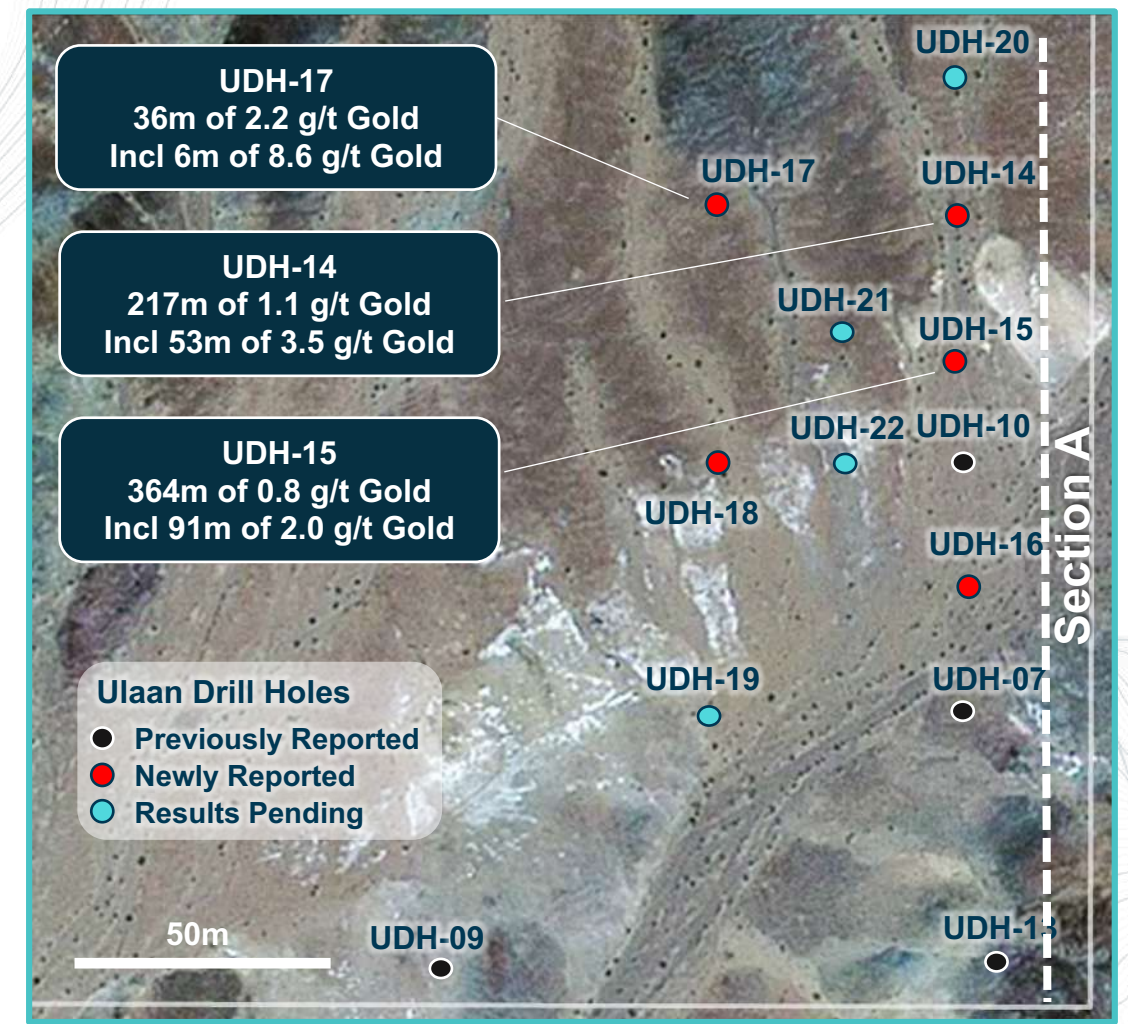 UDH-20
UDH-17
36m of 2.2 g/t Gold
Incl 6m of 8.6 g/t Gold
UDH-17
UDH-14
UDH-14
217m of 1.1 g/t Gold
Incl 53m of 3.5 g/t Gold
UDH-21
UDH-15
UDH-15
364m of 0.8 g/t Gold
Incl 91m of 2.0 g/t Gold
UDH-22
UDH-10
UDH-18
UDH-16
Section A
UDH-19
UDH-07
Ulaan Drill Holes
Previously Reported
Newly Reported
Results Pending
50m
UDH-09
UDH-13